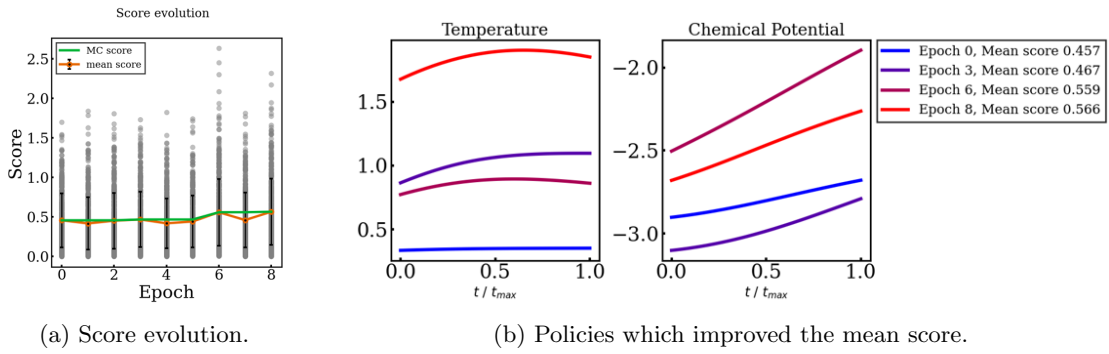 Score evolution
MC score
mean score
2.5
2.0
1.5
1.0
0.5
0.0
Score
0 2 4 6 8
Epoch
(a) Score evolution.
Temperature
1.5
1.0
0.5
0.0 0.5 1.0
t / tmax
Chemical Potential
−2.0
−2.5
−3.0
0.0 0.5 1.0
t / tmax
Epoch 0, Mean score 0.457
Epoch 3, Mean score 0.467
Epoch 6, Mean score 0.559
Epoch 8, Mean score 0.566
(b) Policies which improved the mean score.